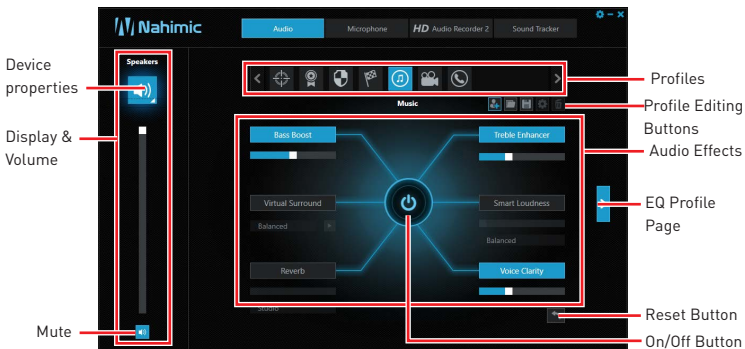 Nahimic
Audio
Microphone
HD Audio Recorder 2
Sound Tracker
Speakers
Device
properties
Display &
Volume
Mute
Music
Bass Boost
Treble Enhancer
Virtual Surround
Balanced
Smart Loudness
Balanced
Reverb
Studio
Voice Clarity
Profiles
Profile Editing
Buttons
Audio Effects
EQ Profile
Page
Reset Button
On/Off Button